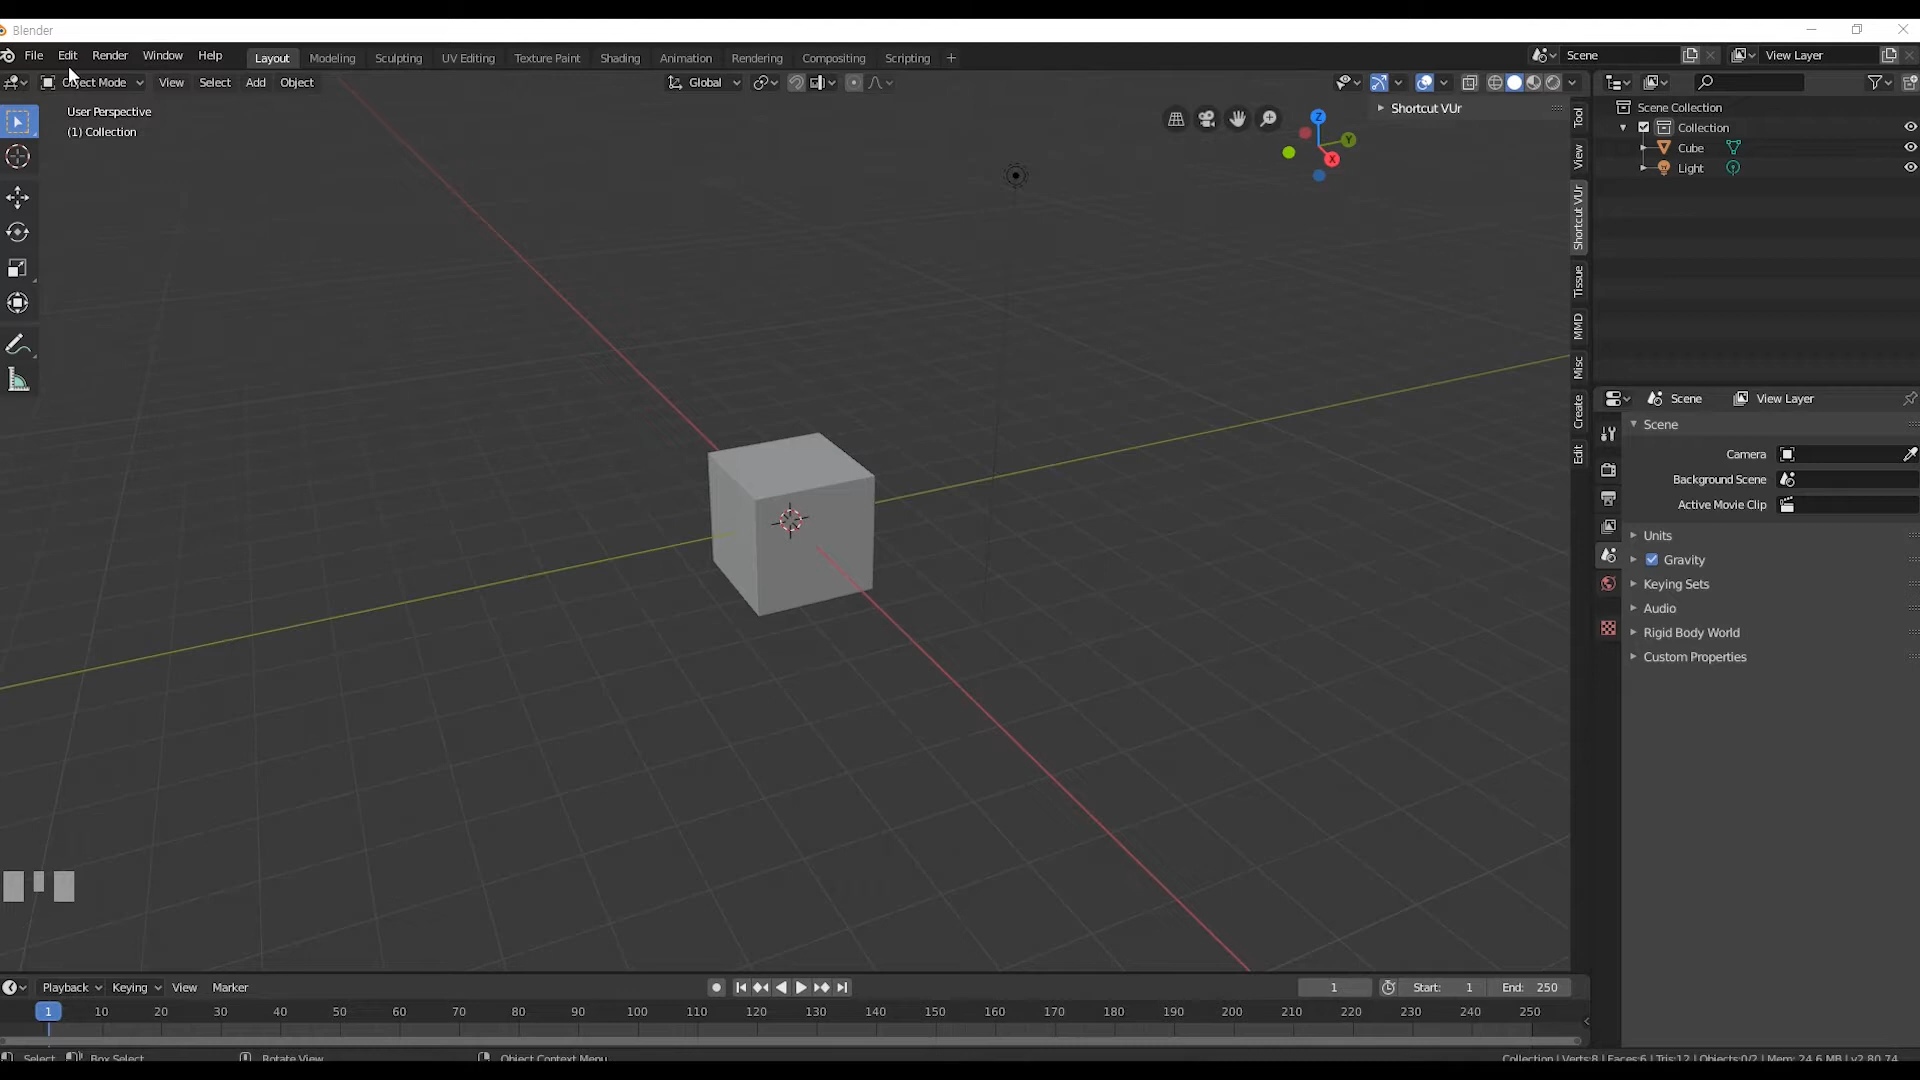 Blender
File Edit Render Window Help Layout Modeling Sculpting UV Editing Texture Paint Shading Animation Rendering Compositing Scripting + Scene View Layer
Object Mode View Select Add Object Global
User Perspective
(1) Collection
Shortcut VUr
Z
Y
X
Tool
View
Shortcut VUr
Tissue
MMD
Misc
Create
Edit
Scene Collection
Collection
Cube
Light
Scene View Layer
Scene
Camera
Background Scene
Active Movie Clip
Units
Gravity
Keying Sets
Audio
Rigid Body World
Custom Properties
Playback Keying View Marker 1 Start: 1 End: 250
1 10 20 30 40 50 60 70 80 90 100 110 120 130 140 150 160 170 180 190 200 210 220 230 240 250
Select Box Select Rotate View Object Context Menu Collection | Verts:8 | Faces:6 | Tris:12 | Objects:0/2 | Mem: 24.6 MB | v2.80.74